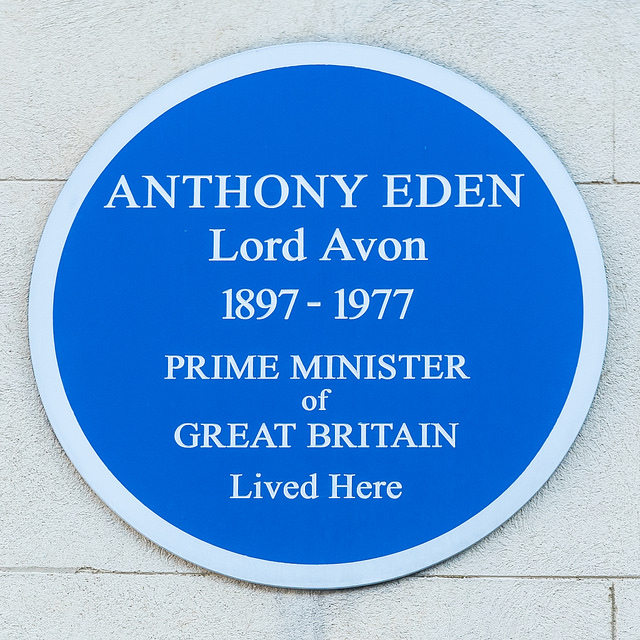 ANTHONY EDEN
Lord Avon
1897 - 1977
PRIME MINISTER
of
GREAT BRITAIN
Lived Here